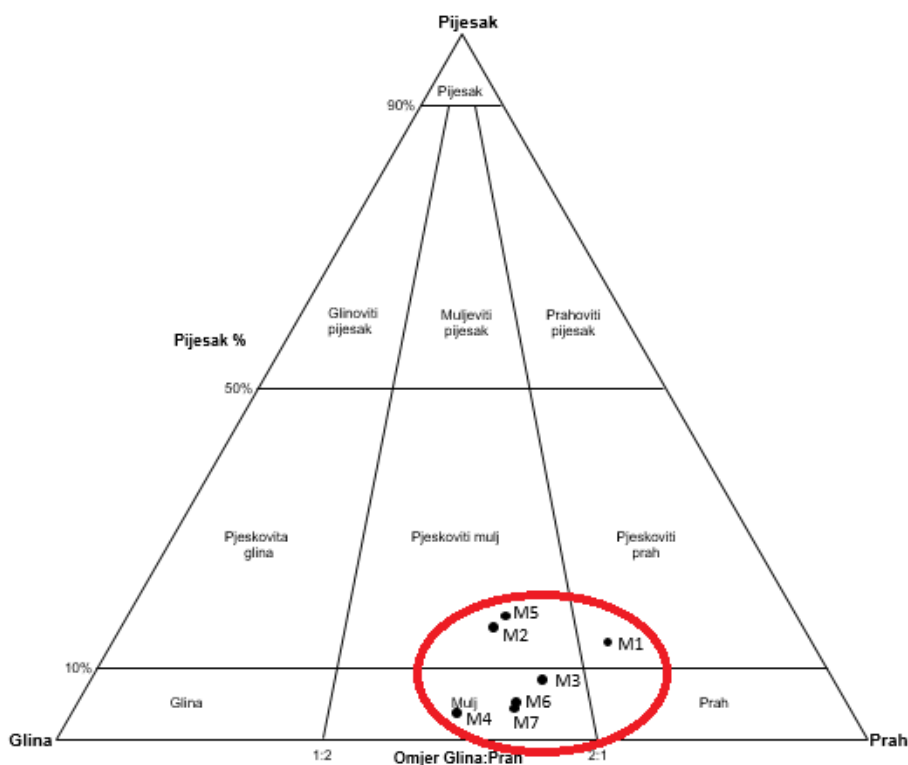 Pijesak
Pijesak
90%
Glinoviti
pijesak
Muljeviti
pijesak
Prahoviti
pijesak
Pijesak %
50%
Pjeskovita
glina
Pjeskoviti mulj
Pjeskoviti
prah
M5
M2
M1
10%
M3
Glina
Mulj
M6
Prah
M4
M7
Glina
Prah
1:2
Omjer Glina:Prah
2:1